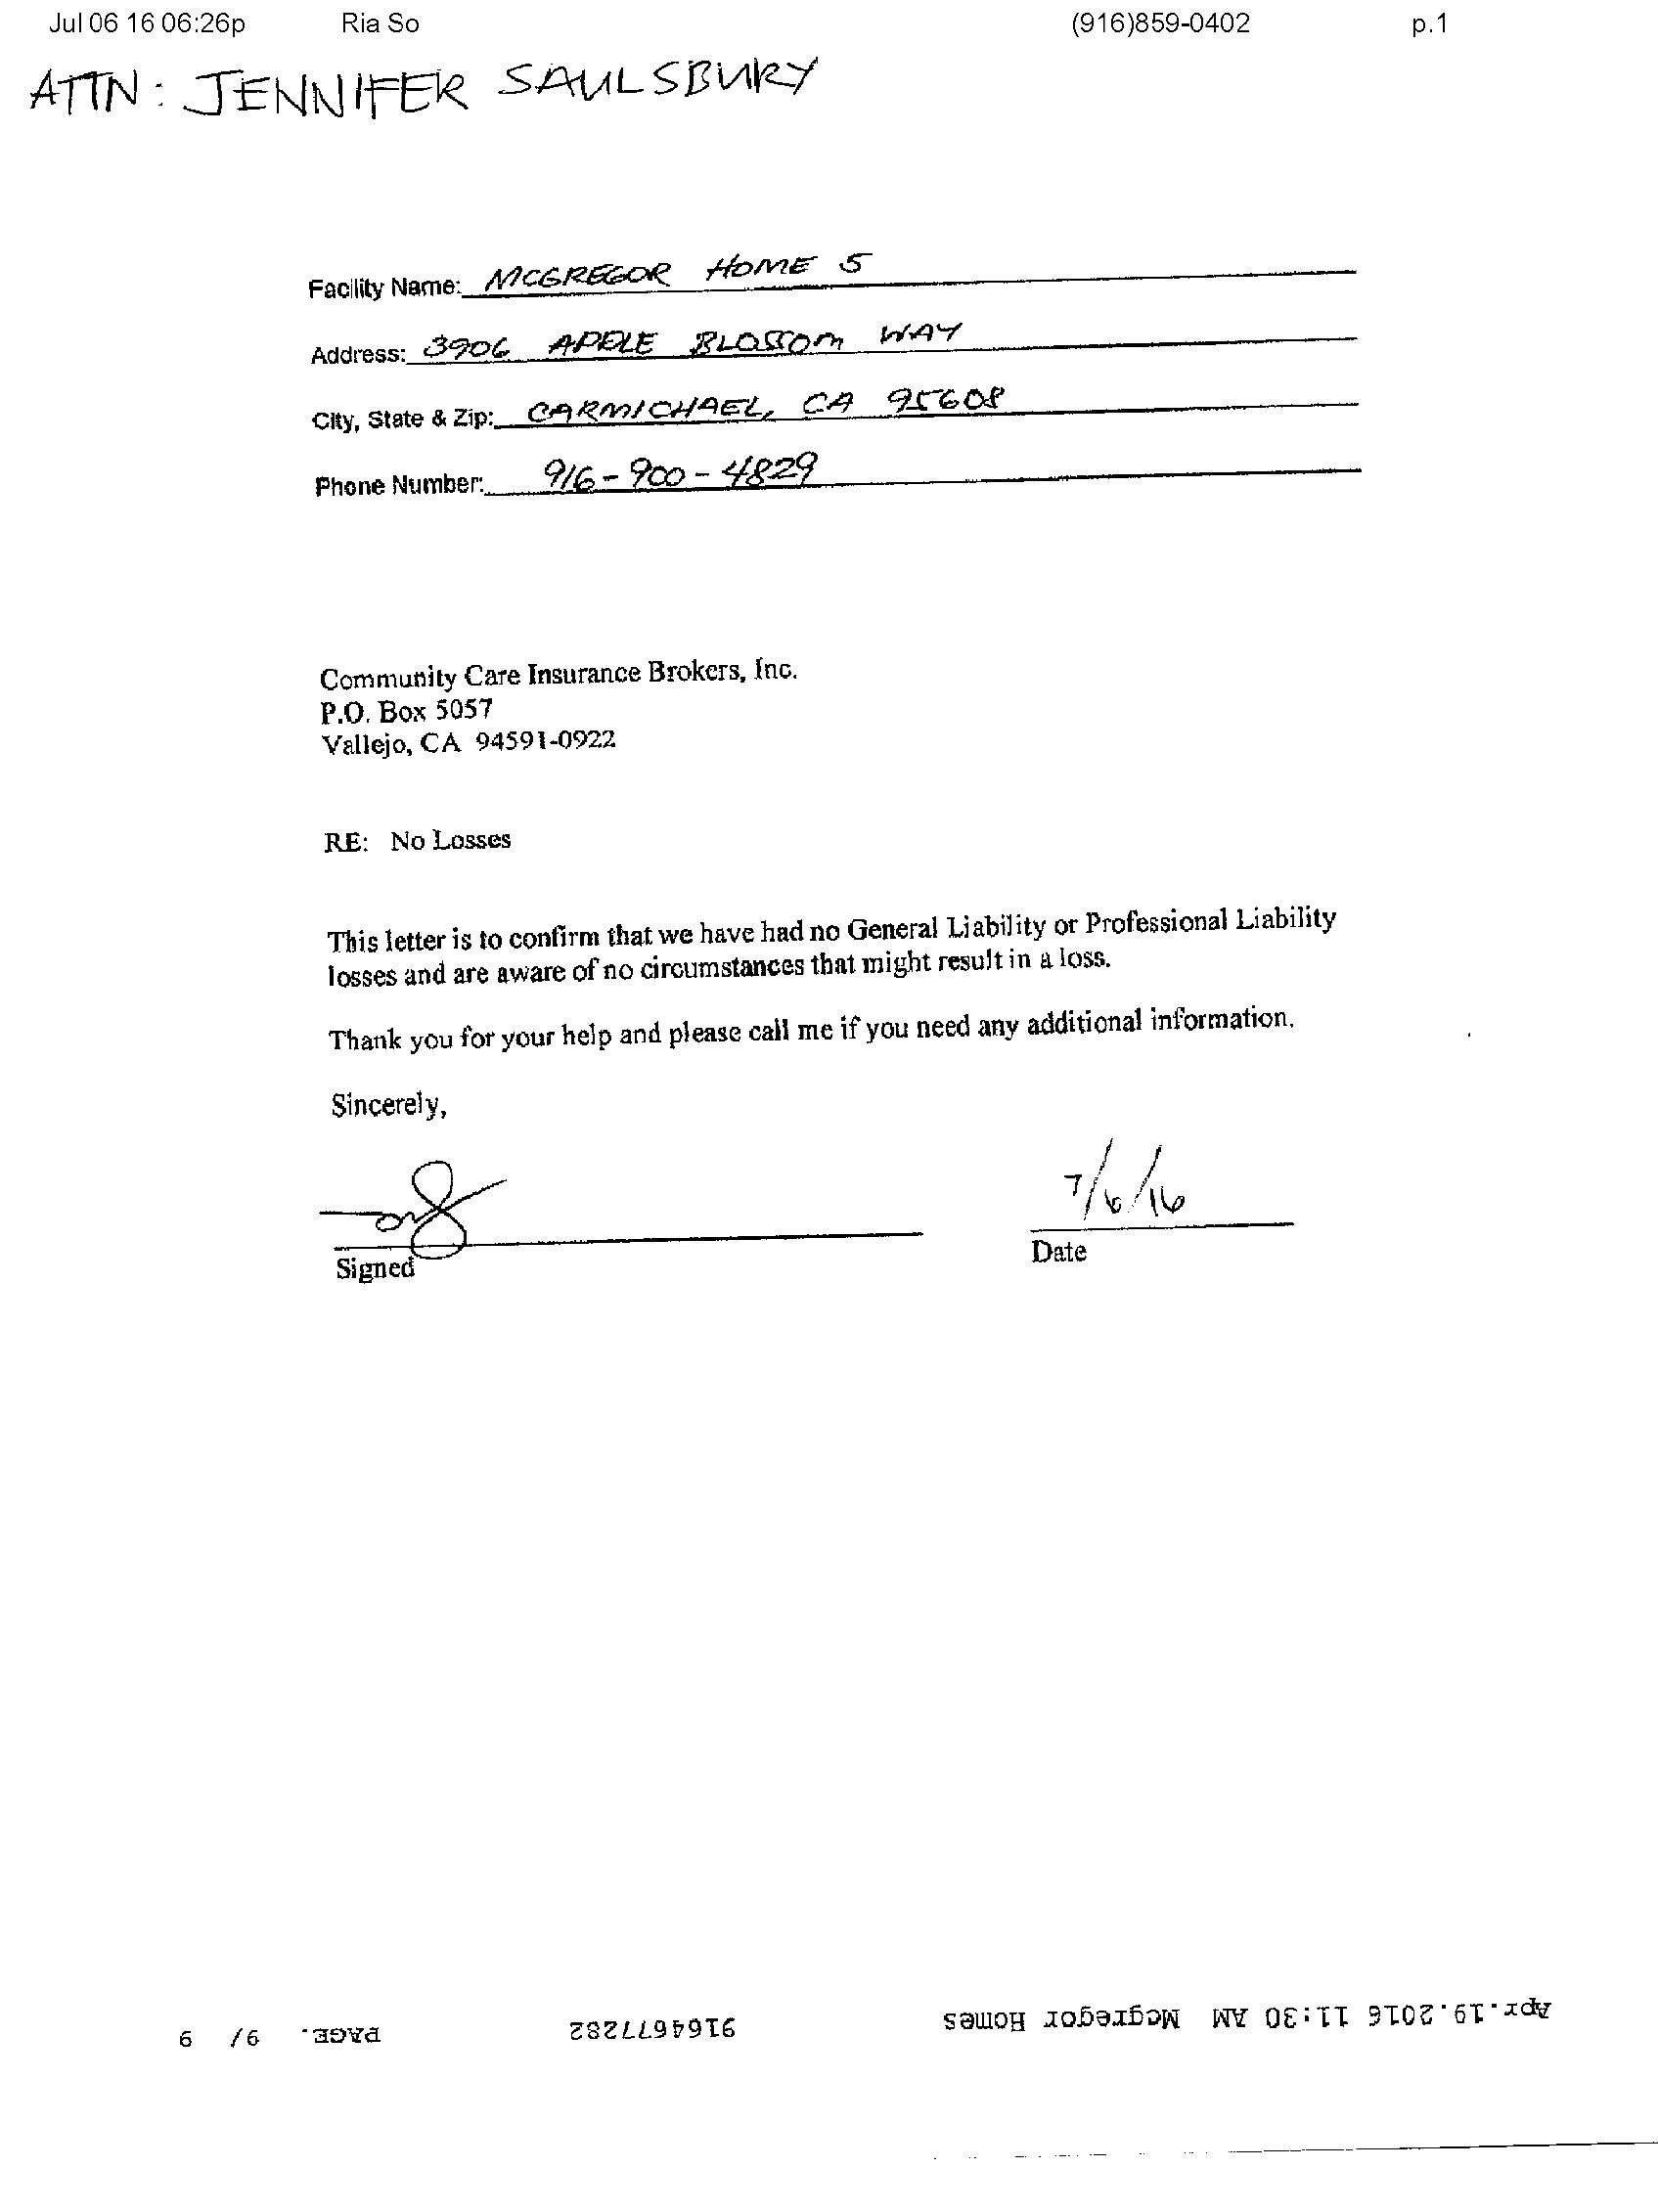 Jul 06 16 06:26p Ria So (916)859-0402 p.1
ATTN: JENNIFER SAULSBURY
Facility Name: MCGREGOR HOME 5
Address: 3906 APPLE BLOSSOM WAY
City, State & Zip: CARMICHAEL, CA 95608
Phone Number: 916-900-4829
Community Care Insurance Brokers, Inc.
P.O. Box 5057
Vallejo, CA 94591-0922
RE: No Losses
This letter is to confirm that we have had no General Liability or Professional Liability
losses and are aware of no circumstances that might result in a loss.
Thank you for your help and please call me if you need any additional information.
Sincerely,
7/6/16
Signed Date
Apr.19.2016 11:30 AM Mcgregor Homes 9164677282 PAGE. 9/ 9